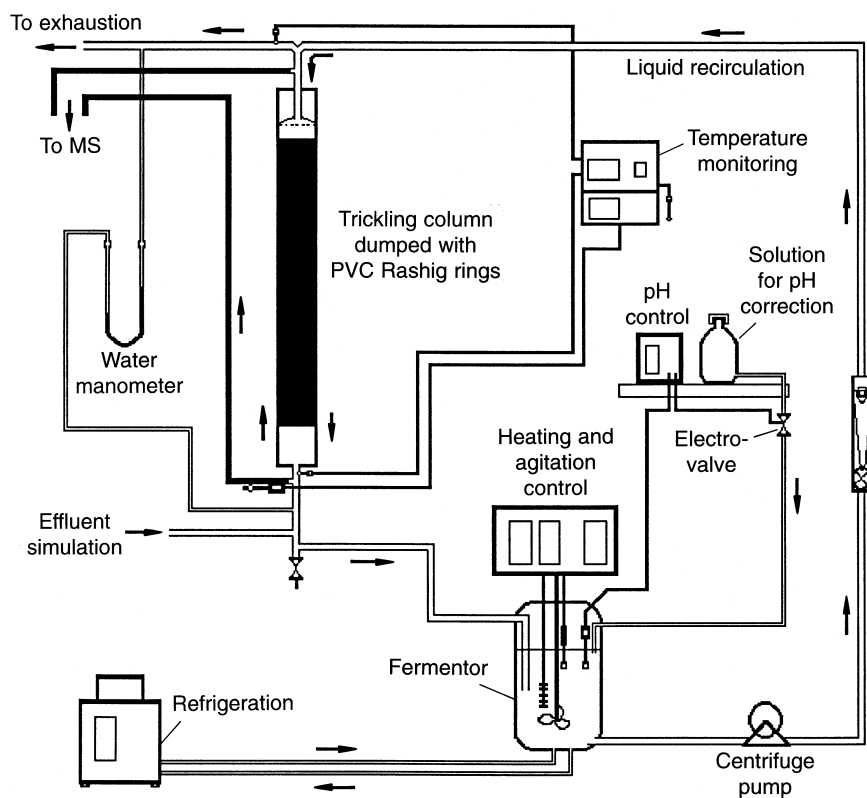 To exhaustion
Liquid recirculation
To MS
Temperature
monitoring
Trickling column
dumped with
PVC Rashig rings
Solution
for pH
correction
pH
control
Water
manometer
Electro-
valve
Heating and
agitation
control
Effluent
simulation
Fermentor
Refrigeration
Centrifuge
pump